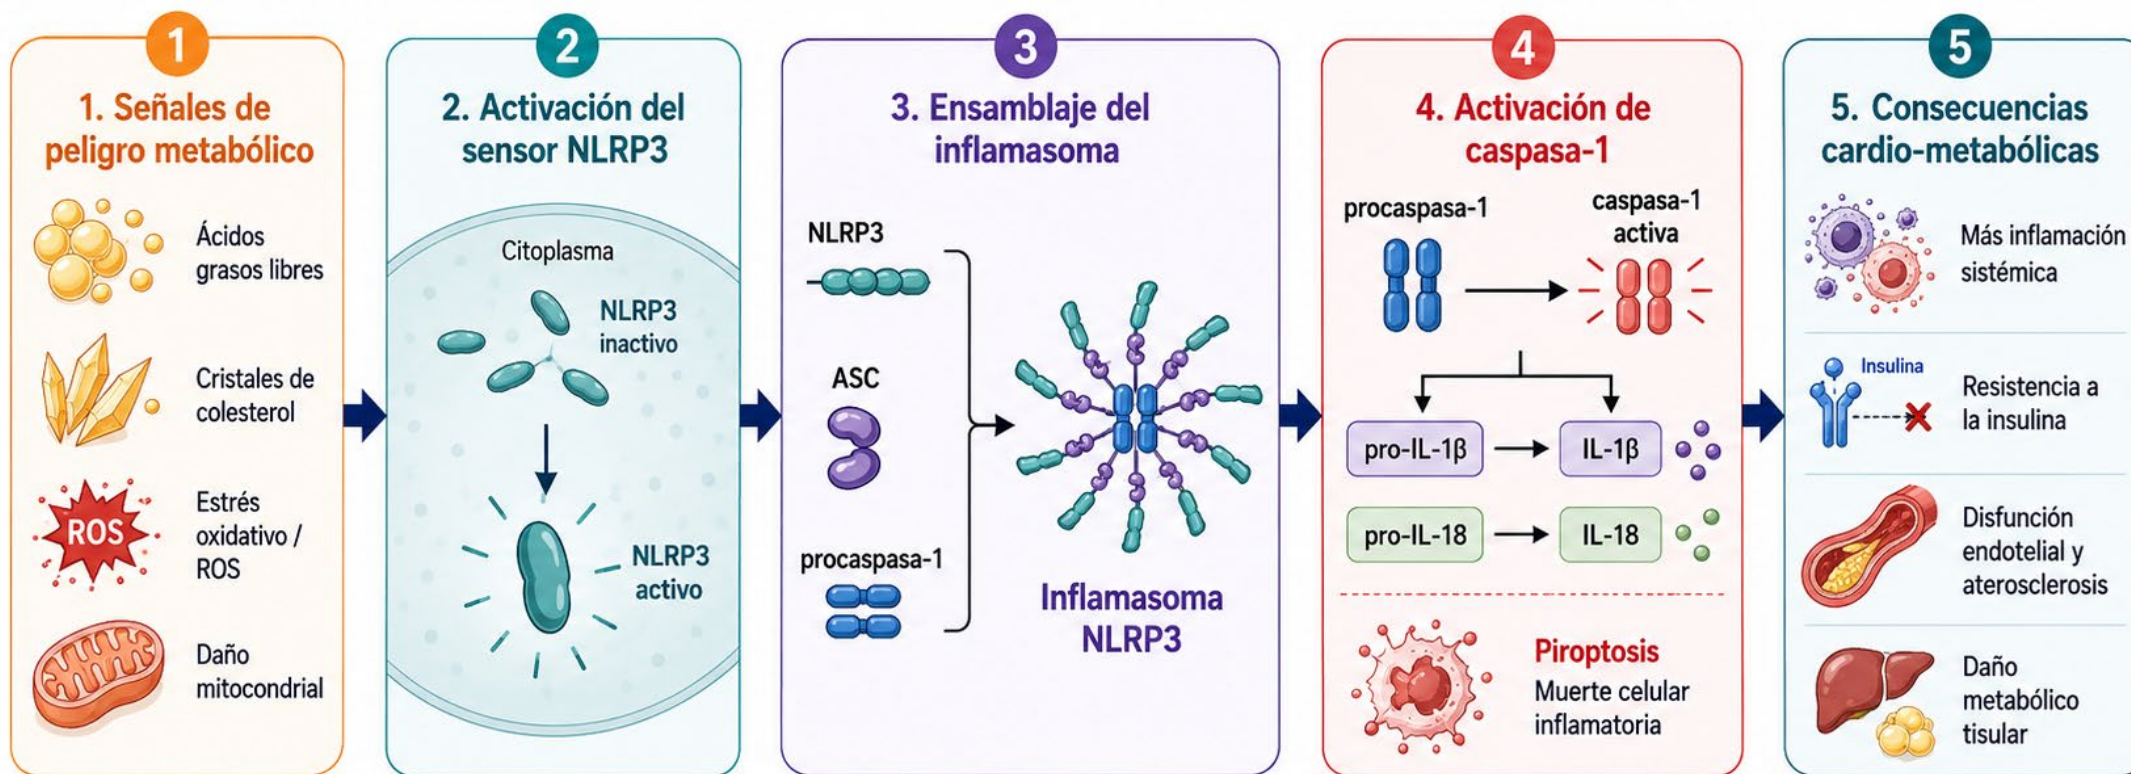 1
1. Señales de
peligro metabólico
Ácidos
grasos libres
Cristales de
colesterol
ROS
Estrés
oxidativo /
ROS
Daño
mitocondrial
2
2. Activación del
sensor NLRP3
Citoplasma
NLRP3
inactivo
NLRP3
activo
3
3. Ensamblaje del
inflamasoma
NLRP3
ASC
procaspasa-1
Inflamasoma
NLRP3
4
4. Activación de
caspasa-1
procaspasa-1
caspasa-1
activa
pro-IL-1β
IL-1β
pro-IL-18
IL-18
Piroptosis
Muerte celular
inflamatoria
5
5. Consecuencias
cardio-metabólicas
Más inflamación
sistémica
Insulina
Resistencia a
la insulina
Disfunción
endotelial y
aterosclerosis
Daño
metabólico
tisular